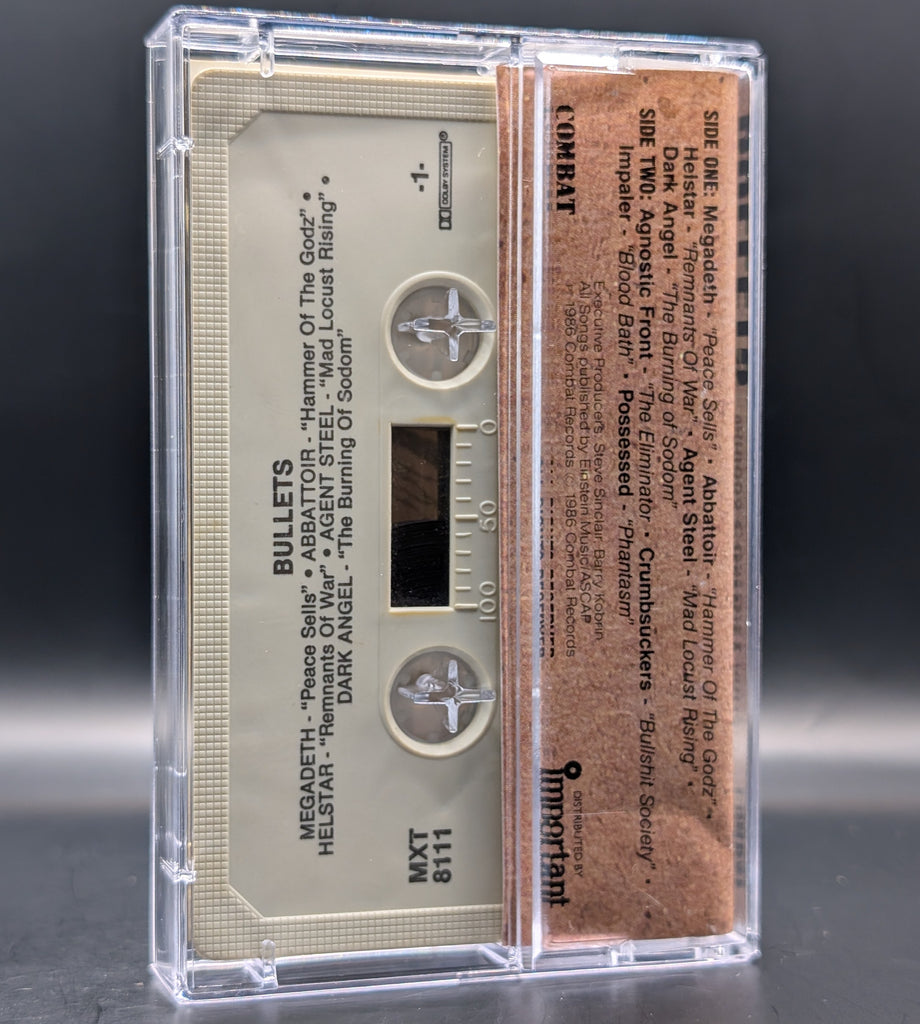 -1-
DOLBY SYSTEM®
BULLETS
MEGADETH - “Peace Sells” • ABBATTOIR - “Hammer Of The Godz” •
HELSTAR - “Remnants Of War” • AGENT STEEL - “Mad Locust Rising” •
DARK ANGEL - “The Burning Of Sodom”
0 50 100
MXT
8111
SIDE ONE: Megadeth - “Peace Sells” • Abbattoir - “Hammer Of The Godz” •
Helstar - “Remnants Of War” • Agent Steel - “Mad Locust Rising” •
Dark Angel - “The Burning of Sodom”
SIDE TWO: Agnostic Front - “The Eliminator • Crumbsuckers - “Bullshit Society” •
Impaler - “Blood Bath” • Possessed - “Phantasm”
Executive Producers Steve Sinclair, Barry Kobrin
All Songs published by Einstein Music/ASCAP
℗ 1986 Combat Records © 1986 Combat Records
COMBAT
DISTRIBUTED BY
important